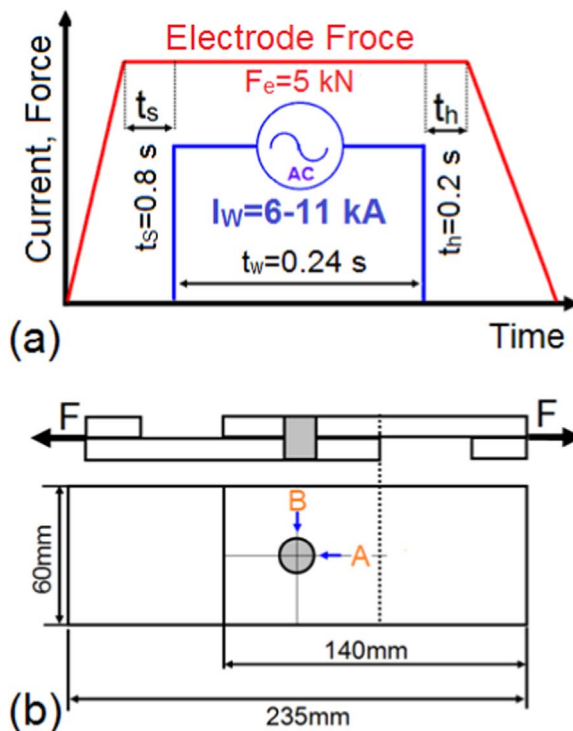 Electrode Froce
Fe=5 kN
ts
th
AC
Current, Force
tS=0.8 s
IW=6-11 kA
th=0.2 s
tw=0.24 s
Time
(a)
F
F
B
A
60mm
140mm
235mm
(b)